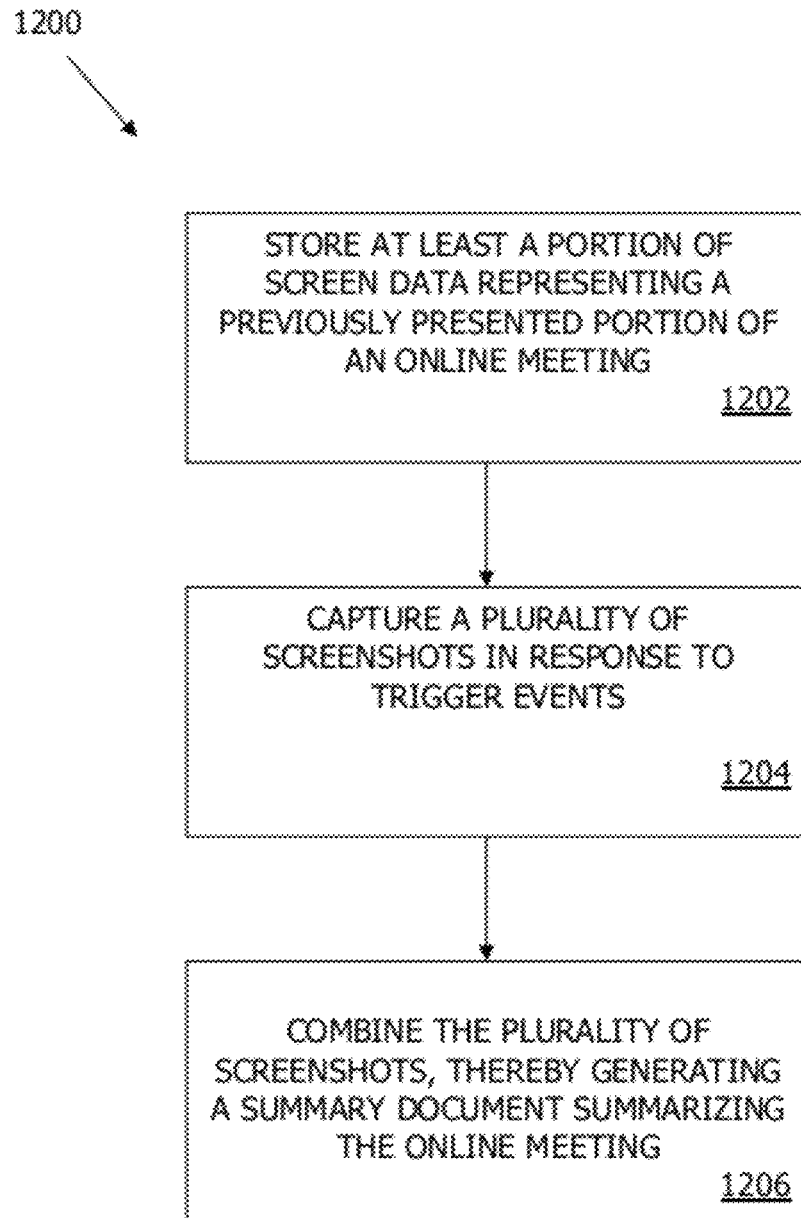 1200
STORE AT LEAST A PORTION OF
SCREEN DATA REPRESENTING A
PREVIOUSLY PRESENTED PORTION OF
AN ONLINE MEETING
1202
CAPTURE A PLURALITY OF
SCREENSHOTS IN RESPONSE TO
TRIGGER EVENTS
1204
COMBINE THE PLURALITY OF
SCREENSHOTS, THEREBY GENERATING
A SUMMARY DOCUMENT SUMMARIZING
THE ONLINE MEETING
1206